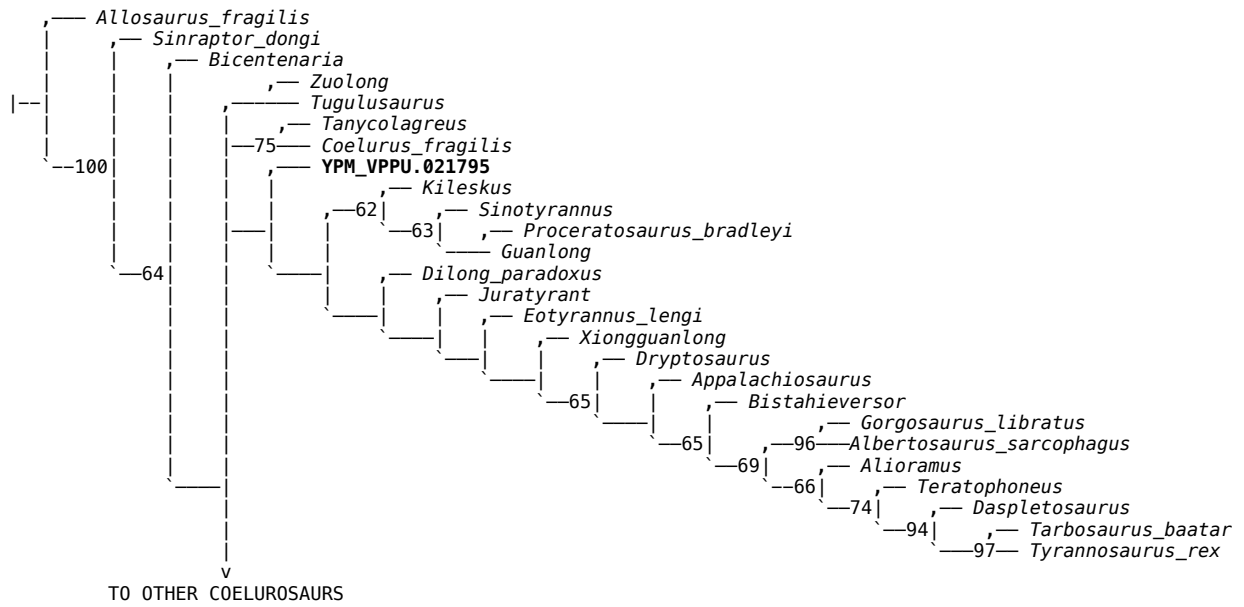 Allosaurus_fragilis
Sinraptor_dongi
Bicentenaria
Zuolong
Tugulusaurus
Tanycolagreus
75 Coelurus_fragilis
100 YPM_VPPU.021795
Kileskus
62 Sinotyrannus
63 Proceratosaurus_bradleyi
Guanlong
64 Dilong_paradoxus
Juratyrant
Eotyrannus_lengi
Xiongguanlong
Dryptosaurus
Appalachiosaurus
65 Bistahieversor
Gorgosaurus_libratus
65 96 Albertosaurus_sarcophagus
69 Alioramus
66 Teratophoneus
74 Daspletosaurus
94 Tarbosaurus_baatar
97 Tyrannosaurus_rex
v
TO OTHER COELUROSAURS